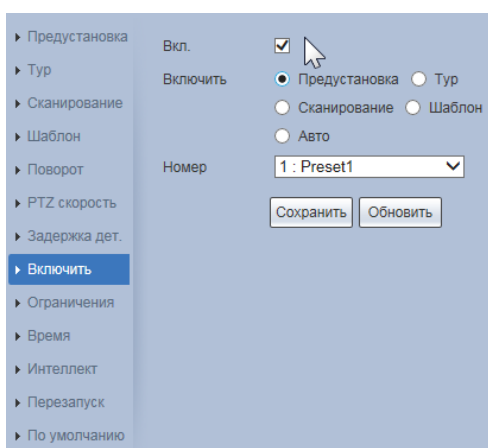 Предустановка
Тур
Сканирование
Шаблон
Поворот
PTZ скорость
Задержка дет.
Включить
Ограничения
Время
Интеллект
Перезапуск
По умолчанию
Вкл.
Включить Предустановка Тур
Сканирование Шаблон
Авто
Номер 1 : Preset1
Сохранить Обновить